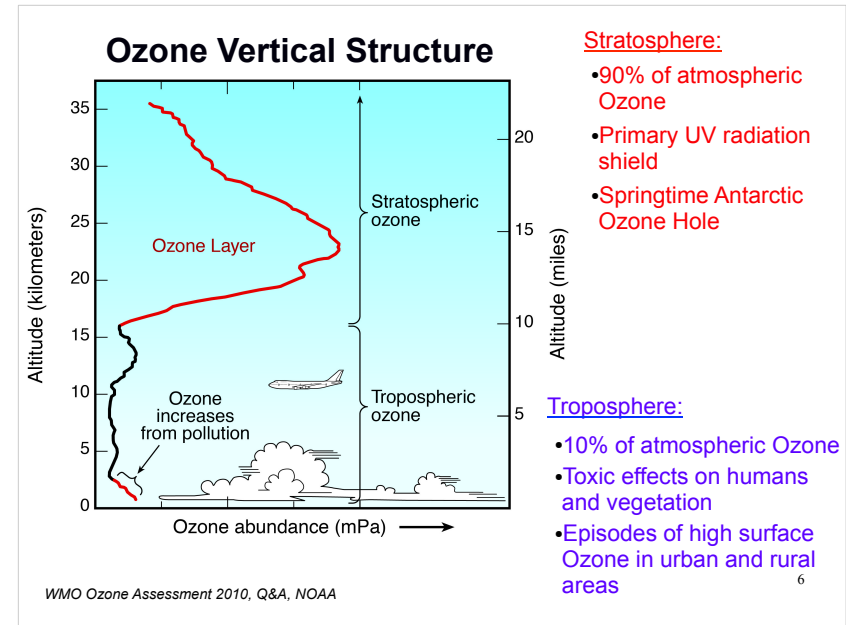 Ozone Vertical Structure
35
30
25
20
15
10
5
0
Altitude (kilometers)
Ozone Layer
Stratospheric
ozone
Tropospheric
ozone
Ozone
increases
from pollution
20
15
10
5
Altitude (miles)
Ozone abundance (mPa)
WMO Ozone Assessment 2010, Q&A, NOAA
Stratosphere:
•90% of atmospheric
Ozone
•Primary UV radiation
shield
•Springtime Antarctic
Ozone Hole
Troposphere:
•10% of atmospheric Ozone
•Toxic effects on humans
and vegetation
•Episodes of high surface
Ozone in urban and rural
areas
6